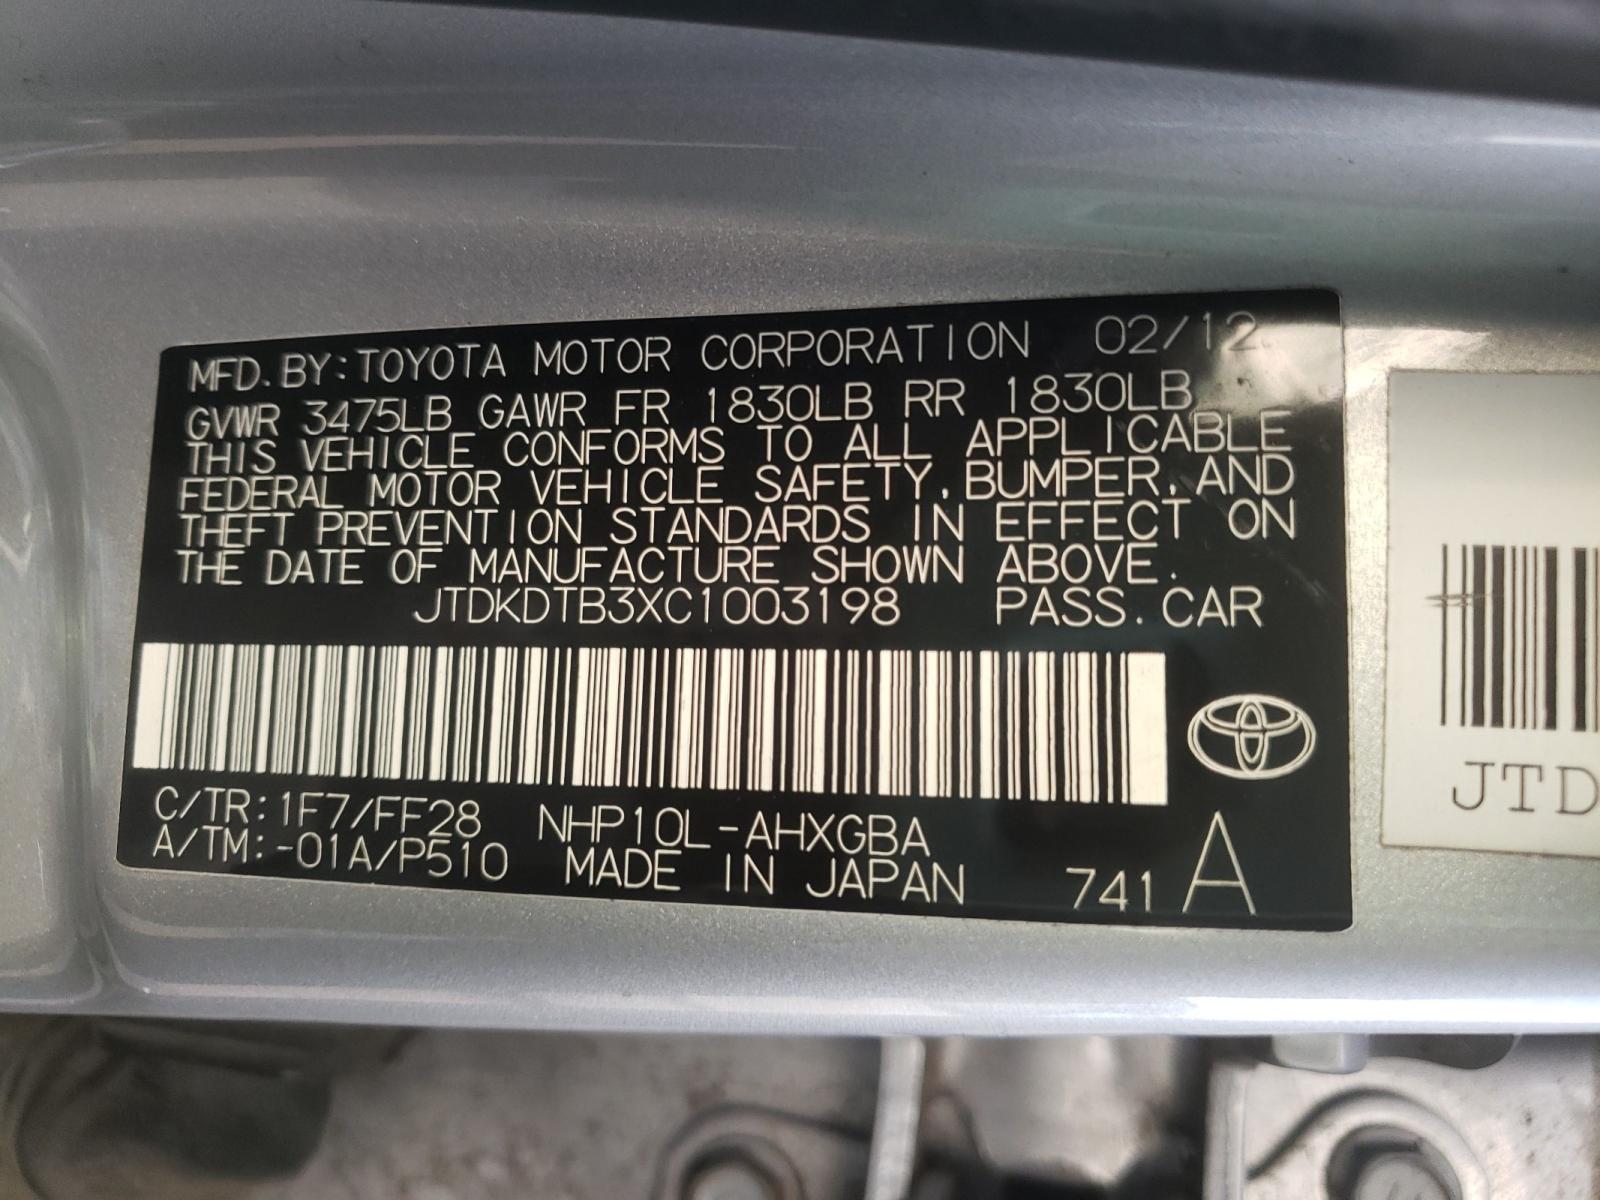 MFD. BY: TOYOTA MOTOR CORPORATION 02/12
GVWR 3475LB GAWR FR 1830LB RR 1830LB
THIS VEHICLE CONFORMS TO ALL APPLICABLE
FEDERAL MOTOR VEHICLE SAFETY, BUMPER, AND
THEFT PREVENTION STANDARDS IN EFFECT ON
THE DATE OF MANUFACTURE SHOWN ABOVE.
JTDKDTB3XC1003198 PASS. CAR
C/TR: 1F7/FF28 NHP10L-AHXGBA
A/TM: -01A/P510 MADE IN JAPAN 741 A
JTD